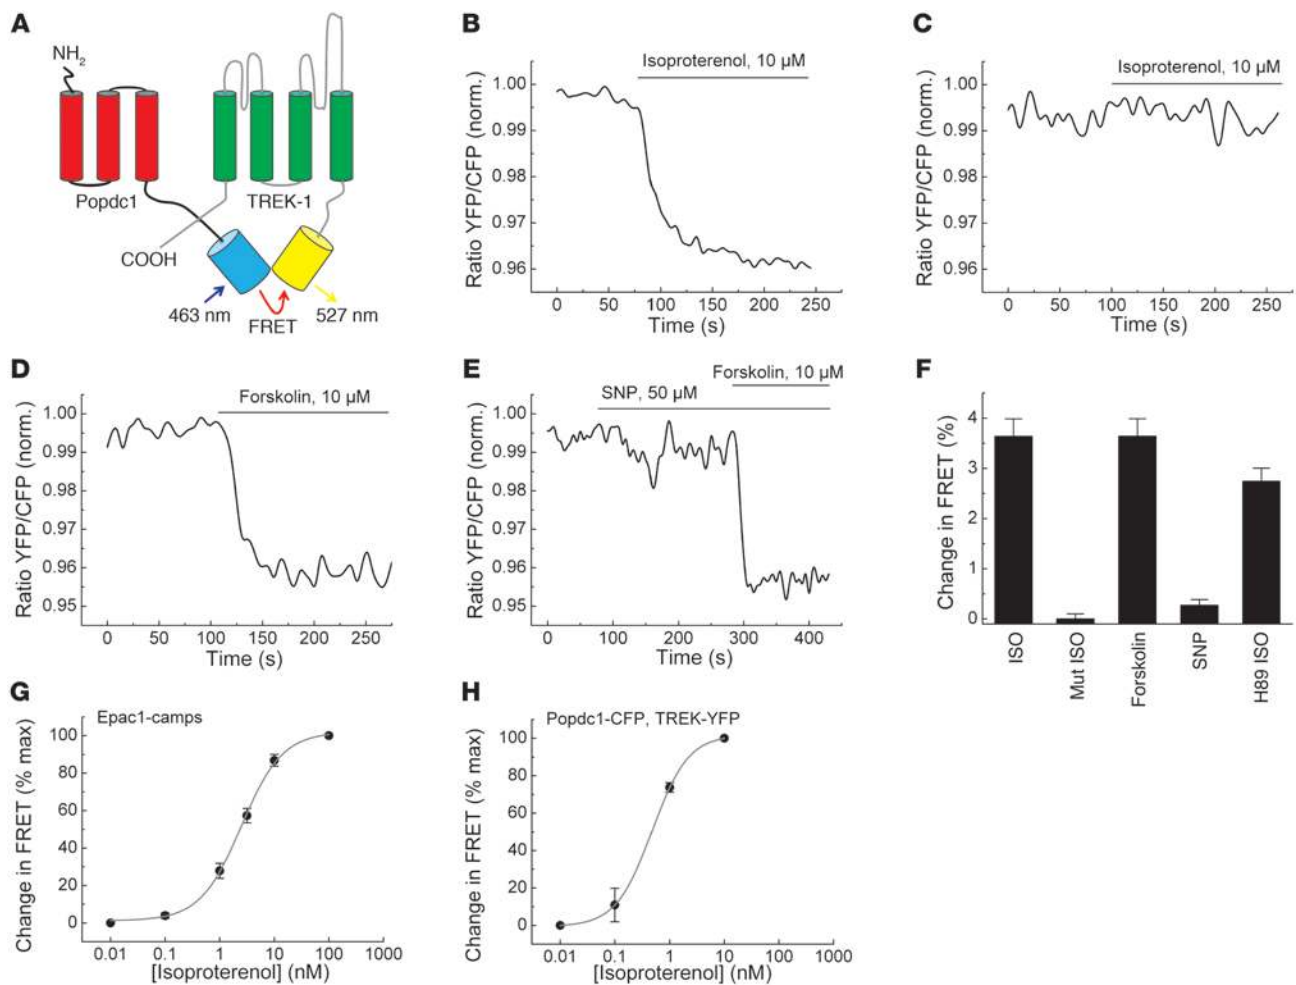 A
NH2
Popdc1
TREK-1
COOH
463 nm
FRET
527 nm
B
Isoproterenol, 10 µM
Ratio YFP/CFP (norm.)
1.00
0.99
0.98
0.97
0.96
0 50 100 150 200 250
Time (s)
C
Isoproterenol, 10 µM
Ratio YFP/CFP (norm.)
1.00
0.99
0.98
0.97
0.96
0 50 100 150 200 250
Time (s)
D
Forskolin, 10 µM
Ratio YFP/CFP (norm.)
1.00
0.99
0.98
0.97
0.96
0.95
0 50 100 150 200 250
Time (s)
E
Forskolin, 10 µM
SNP, 50 µM
Ratio YFP/CFP (norm.)
1.00
0.99
0.98
0.97
0.96
0.95
0 100 200 300 400
Time (s)
F
Change in FRET (%)
4
3
2
1
0
ISO
Mut ISO
Forskolin
SNP
H89 ISO
G
Epac1-camps
Change in FRET (% max)
100
80
60
40
20
0
0.01 0.1 1 10 100 1000
[Isoproterenol] (nM)
H
Popdc1-CFP, TREK-YFP
Change in FRET (% max)
100
80
60
40
20
0
0.01 0.1 1 10 100 1000
[Isoproterenol] (nM)